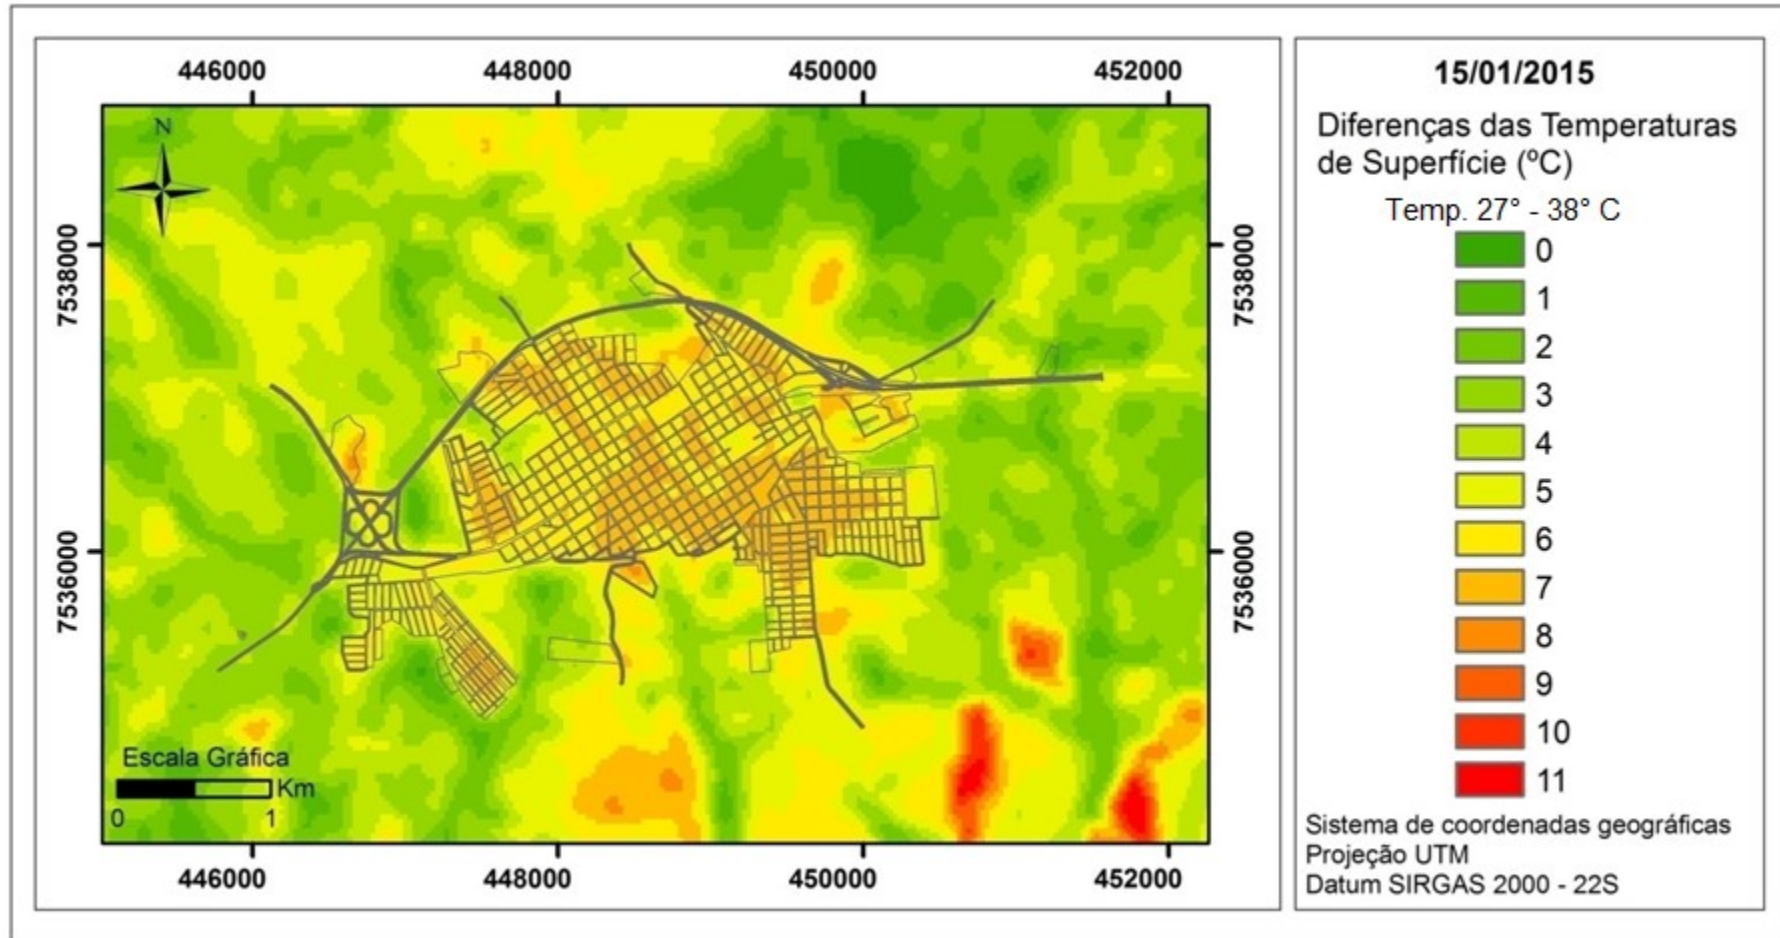 446000 448000 450000 452000
N
7538000
7536000
7538000
7536000
Escala Gráfica
Km
0 1
446000 448000 450000 452000
15/01/2015
Diferenças das Temperaturas
de Superfície (ºC)
Temp. 27° - 38° C
0
1
2
3
4
5
6
7
8
9
10
11
Sistema de coordenadas geográficas
Projeção UTM
Datum SIRGAS 2000 - 22S